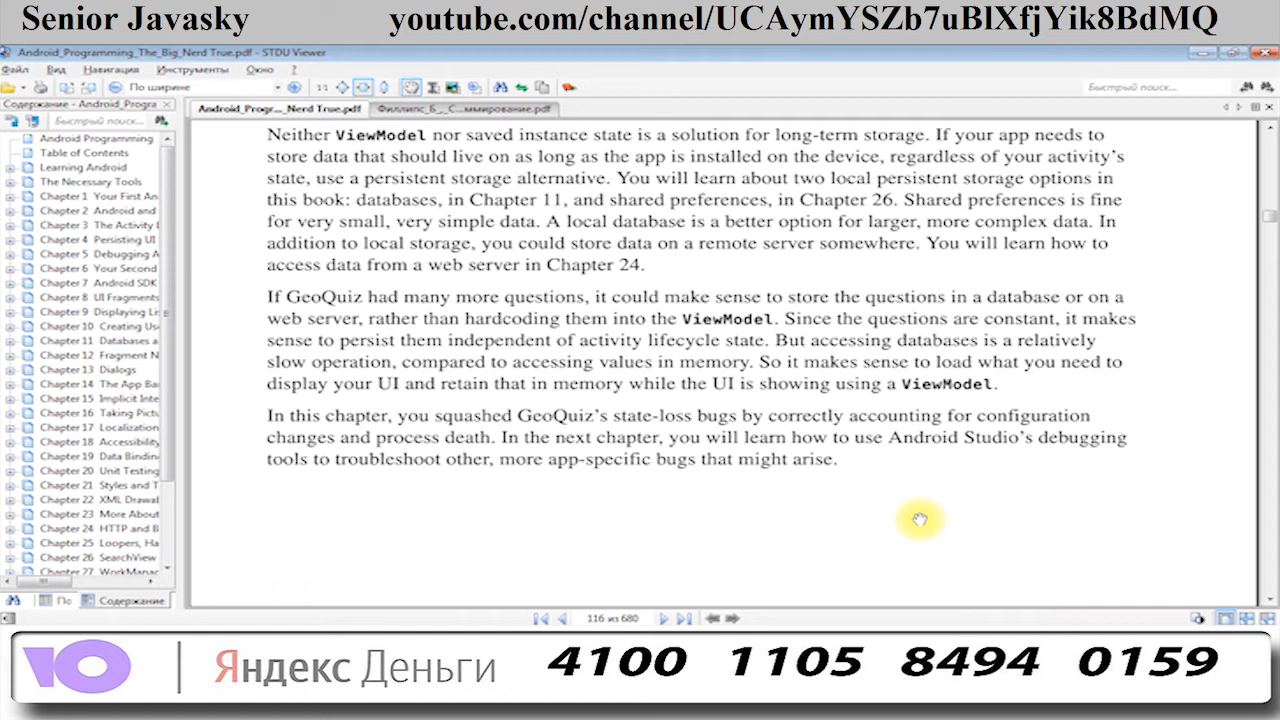 Senior Javasky youtube.com/channel/UCAymYSZb7uBlXfjYik8BdMQ
Android_Programming_The_Big_Nerd True.pdf - STDU Viewer
Файл Вид Навигация Инструменты Окно ?
По ширине
Быстрый поиск...
Содержание - Android_Progra
Android_Progr..._Nerd True.pdf
Филлипс_Б_,_С...ммирование.pdf
Быстрый поиск...
Android Programming
Table of Contents
Learning Android
The Necessary Tools
Chapter 1 Your First An
Chapter 2 Android and
Chapter 3 The Activity L
Chapter 4 Persisting UI
Chapter 5 Debugging A
Chapter 6 Your Second
Chapter 7 Android SDK
Chapter 8 UI Fragments
Chapter 9 Displaying Lis
Chapter 10 Creating Use
Chapter 11 Databases a
Chapter 12 Fragment N
Chapter 13 Dialogs
Chapter 14 The App Bar
Chapter 15 Implicit Inte
Chapter 16 Taking Pictu
Chapter 17 Localization
Chapter 18 Accessibility
Chapter 19 Data Bindin
Chapter 20 Unit Testing
Chapter 21 Styles and T
Chapter 22 XML Drawab
Chapter 23 More About
Chapter 24 HTTP and B
Chapter 25 Loopers, Ha
Chapter 26 SearchView
Chapter 27 WorkManac
По Содержание
Neither ViewModel nor saved instance state is a solution for long-term storage. If your app needs to
store data that should live on as long as the app is installed on the device, regardless of your activity's
state, use a persistent storage alternative. You will learn about two local persistent storage options in
this book: databases, in Chapter 11, and shared preferences, in Chapter 26. Shared preferences is fine
for very small, very simple data. A local database is a better option for larger, more complex data. In
addition to local storage, you could store data on a remote server somewhere. You will learn how to
access data from a web server in Chapter 24.
If GeoQuiz had many more questions, it could make sense to store the questions in a database or on a
web server, rather than hardcoding them into the ViewModel. Since the questions are constant, it makes
sense to persist them independent of activity lifecycle state. But accessing databases is a relatively
slow operation, compared to accessing values in memory. So it makes sense to load what you need to
display your UI and retain that in memory while the UI is showing using a ViewModel.
In this chapter, you squashed GeoQuiz's state-loss bugs by correctly accounting for configuration
changes and process death. In the next chapter, you will learn how to use Android Studio's debugging
tools to troubleshoot other, more app-specific bugs that might arise.
116 из 680
Ю Яндекс Деньги 4100 1105 8494 0159